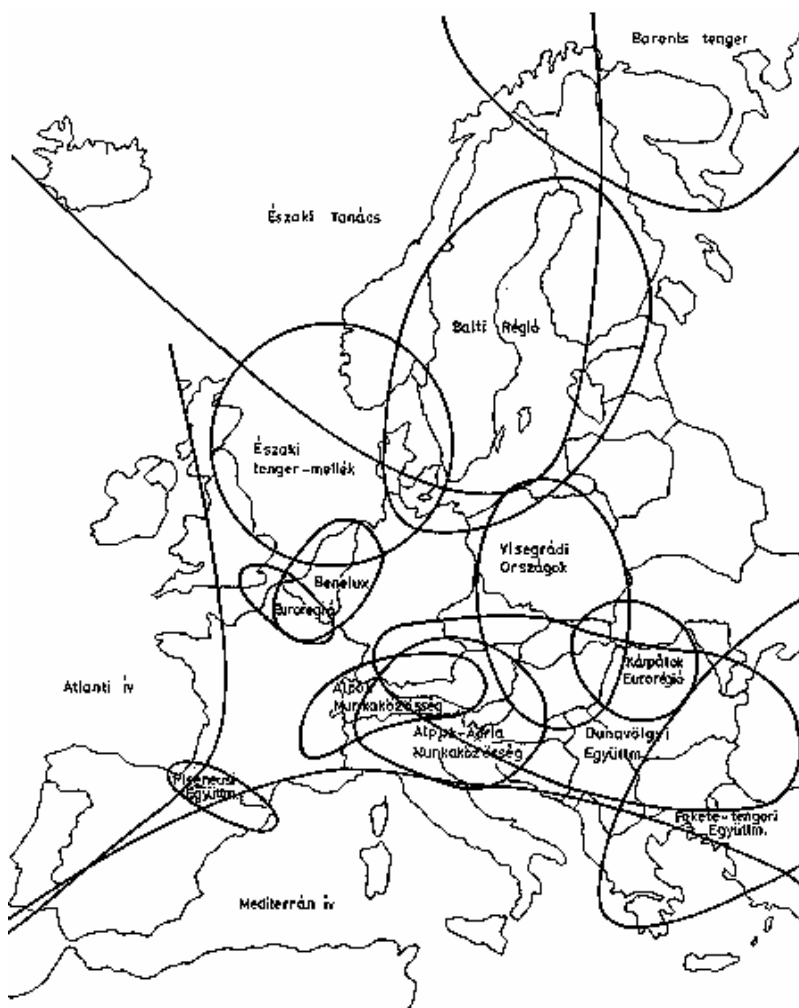 Barents tenger
Északi Tanács
Balti Régió
Északi
tenger-mellék
Visegrádi
Országok
Benelux
Euroregió
Kárpátok
Eurorégió
Atlanti ív
Alpok
Munkaközösség
Alpok-Adria
Munkaközösség
Dunavölgyi
Együttm.
Pireneusi
Együttm.
Fekete-tengeri
Együttm.
Mediterrán ív